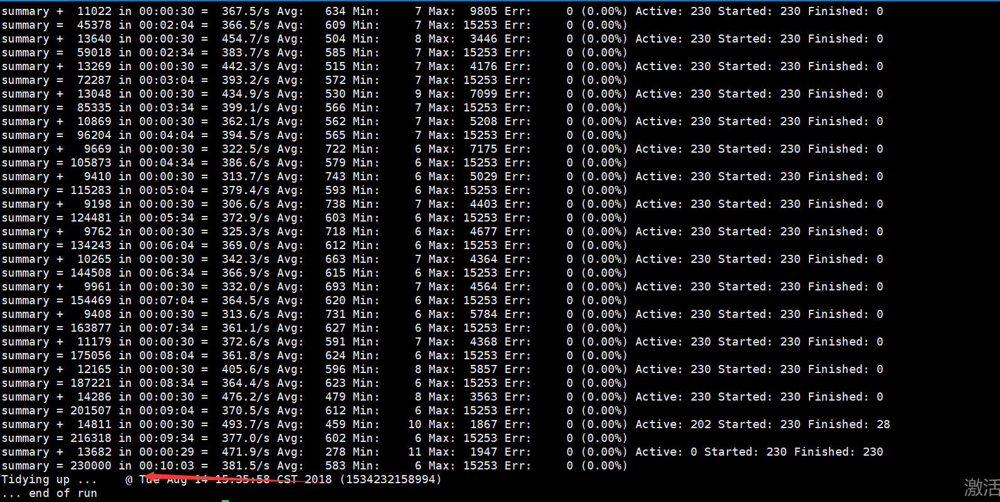 summary +  11022 in 00:00:30 =  367.5/s Avg:   634 Min:     7 Max:  9805 Err:     0 (0.00%) Active: 230 Started: 230 Finished: 0
summary =  45378 in 00:02:04 =  366.5/s Avg:   609 Min:     7 Max: 15253 Err:     0 (0.00%)
summary +  13640 in 00:00:30 =  454.7/s Avg:   504 Min:     8 Max:  3446 Err:     0 (0.00%) Active: 230 Started: 230 Finished: 0
summary =  59018 in 00:02:34 =  383.7/s Avg:   585 Min:     7 Max: 15253 Err:     0 (0.00%)
summary +  13269 in 00:00:30 =  442.3/s Avg:   515 Min:     7 Max:  4176 Err:     0 (0.00%) Active: 230 Started: 230 Finished: 0
summary =  72287 in 00:03:04 =  393.2/s Avg:   572 Min:     7 Max: 15253 Err:     0 (0.00%)
summary +  13048 in 00:00:30 =  434.9/s Avg:   530 Min:     9 Max:  7099 Err:     0 (0.00%) Active: 230 Started: 230 Finished: 0
summary =  85335 in 00:03:34 =  399.1/s Avg:   566 Min:     7 Max: 15253 Err:     0 (0.00%)
summary +  10869 in 00:00:30 =  362.1/s Avg:   562 Min:     7 Max:  5208 Err:     0 (0.00%) Active: 230 Started: 230 Finished: 0
summary =  96204 in 00:04:04 =  394.5/s Avg:   565 Min:     7 Max: 15253 Err:     0 (0.00%)
summary +   9669 in 00:00:30 =  322.5/s Avg:   722 Min:     6 Max:  7175 Err:     0 (0.00%) Active: 230 Started: 230 Finished: 0
summary = 105873 in 00:04:34 =  386.6/s Avg:   579 Min:     6 Max: 15253 Err:     0 (0.00%)
summary +   9410 in 00:00:30 =  313.7/s Avg:   743 Min:     6 Max:  5029 Err:     0 (0.00%) Active: 230 Started: 230 Finished: 0
summary = 115283 in 00:05:04 =  379.4/s Avg:   593 Min:     6 Max: 15253 Err:     0 (0.00%)
summary +   9198 in 00:00:30 =  306.6/s Avg:   738 Min:     7 Max:  4403 Err:     0 (0.00%) Active: 230 Started: 230 Finished: 0
summary = 124481 in 00:05:34 =  372.9/s Avg:   603 Min:     6 Max: 15253 Err:     0 (0.00%)
summary +   9762 in 00:00:30 =  325.3/s Avg:   718 Min:     6 Max:  4677 Err:     0 (0.00%) Active: 230 Started: 230 Finished: 0
summary = 134243 in 00:06:04 =  369.0/s Avg:   612 Min:     6 Max: 15253 Err:     0 (0.00%)
summary +  10265 in 00:00:30 =  342.3/s Avg:   663 Min:     7 Max:  4364 Err:     0 (0.00%) Active: 230 Started: 230 Finished: 0
summary = 144508 in 00:06:34 =  366.9/s Avg:   615 Min:     6 Max: 15253 Err:     0 (0.00%)
summary +   9961 in 00:00:30 =  332.0/s Avg:   693 Min:     7 Max:  4564 Err:     0 (0.00%) Active: 230 Started: 230 Finished: 0
summary = 154469 in 00:07:04 =  364.5/s Avg:   620 Min:     6 Max: 15253 Err:     0 (0.00%)
summary +   9408 in 00:00:30 =  313.6/s Avg:   731 Min:     6 Max:  5784 Err:     0 (0.00%) Active: 230 Started: 230 Finished: 0
summary = 163877 in 00:07:34 =  361.1/s Avg:   627 Min:     6 Max: 15253 Err:     0 (0.00%)
summary +  11179 in 00:00:30 =  372.6/s Avg:   591 Min:     7 Max:  4368 Err:     0 (0.00%) Active: 230 Started: 230 Finished: 0
summary = 175056 in 00:08:04 =  361.8/s Avg:   624 Min:     6 Max: 15253 Err:     0 (0.00%)
summary +  12165 in 00:00:30 =  405.6/s Avg:   596 Min:     8 Max:  5857 Err:     0 (0.00%) Active: 230 Started: 230 Finished: 0
summary = 187221 in 00:08:34 =  364.4/s Avg:   623 Min:     6 Max: 15253 Err:     0 (0.00%)
summary +  14286 in 00:00:30 =  476.2/s Avg:   479 Min:     8 Max:  3563 Err:     0 (0.00%) Active: 230 Started: 230 Finished: 0
summary = 201507 in 00:09:04 =  370.5/s Avg:   612 Min:     6 Max: 15253 Err:     0 (0.00%)
summary +  14811 in 00:00:30 =  493.7/s Avg:   459 Min:    10 Max:  1867 Err:     0 (0.00%) Active: 202 Started: 230 Finished: 28
summary = 216318 in 00:09:34 =  377.0/s Avg:   602 Min:     6 Max: 15253 Err:     0 (0.00%)
summary +  13682 in 00:00:29 =  471.9/s Avg:   278 Min:    11 Max:  1947 Err:     0 (0.00%) Active: 0 Started: 230 Finished: 230
summary = 230000 in 00:10:03 =  381.5/s Avg:   583 Min:     6 Max: 15253 Err:     0 (0.00%)
Tidying up ...    @ Tue Aug 14 15:35:58 CST 2018 (1534232158994)
... end of run
激活